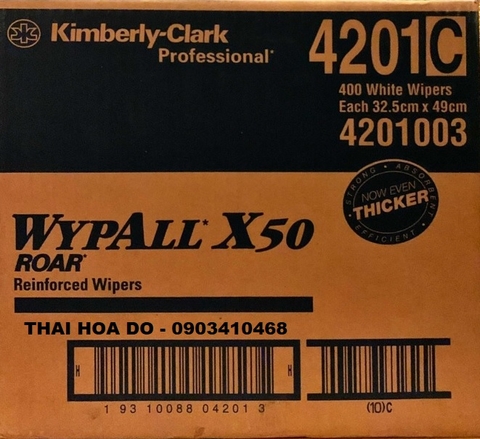 Kimberly-Clark
Professional*
4201C
400 White Wipers
Each 32.5cm x 49cm
4201003
STRONG • ABSORBENT • EFFICIENT •
NOW EVEN
THICKER
WYPALL* X50
ROAR*
Reinforced Wipers
THAI HOA DO - 0903410468
H H
1 93 10088 04201 3
(10)C